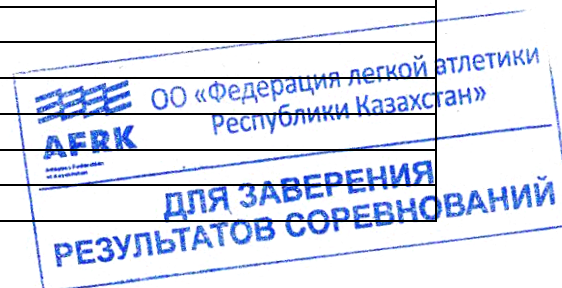 ОО «Федерация легкой атлетики
Республики Казахстан»
AFRK
ДЛЯ ЗАВЕРЕНИЯ
РЕЗУЛЬТАТОВ СОРЕВНОВАНИЙ